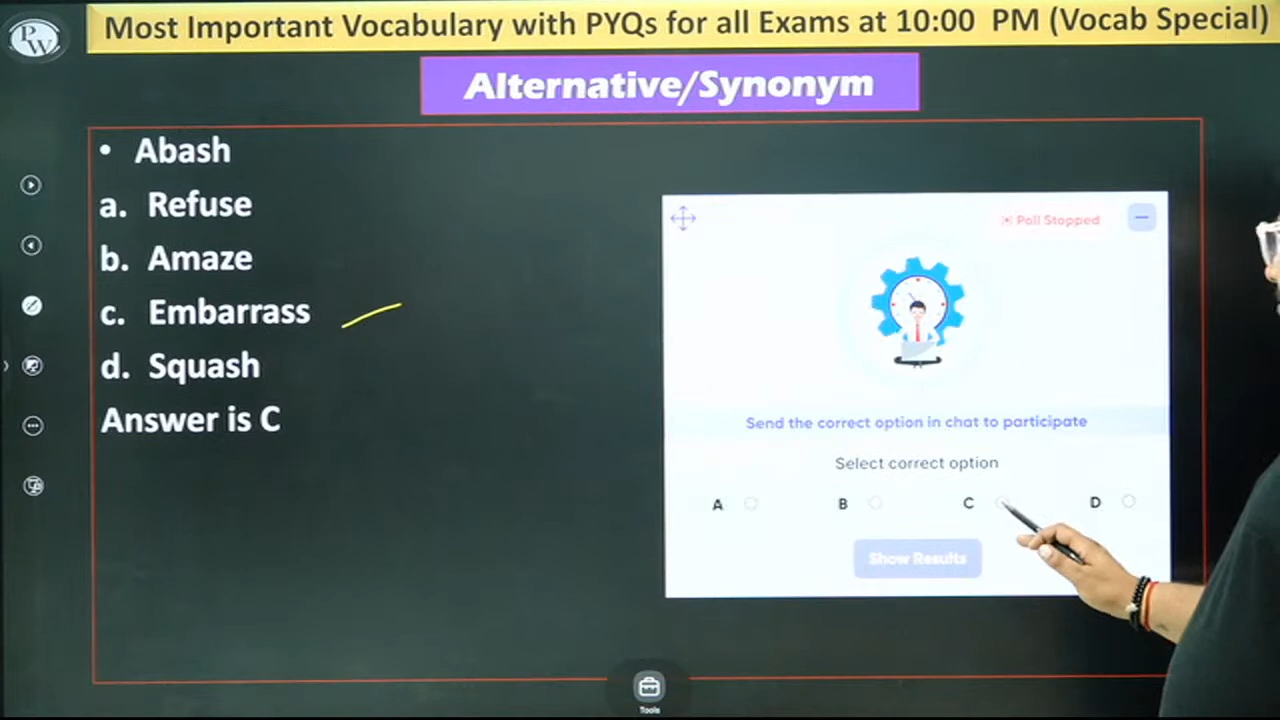 PW
Most Important Vocabulary with PYQs for all Exams at 10:00 PM (Vocab Special)
Alternative/Synonym
• Abash
a. Refuse
b. Amaze
c. Embarrass
d. Squash
Answer is C
Poll Stopped
Send the correct option in chat to participate
Select correct option
A B C D
Show Results
Tools